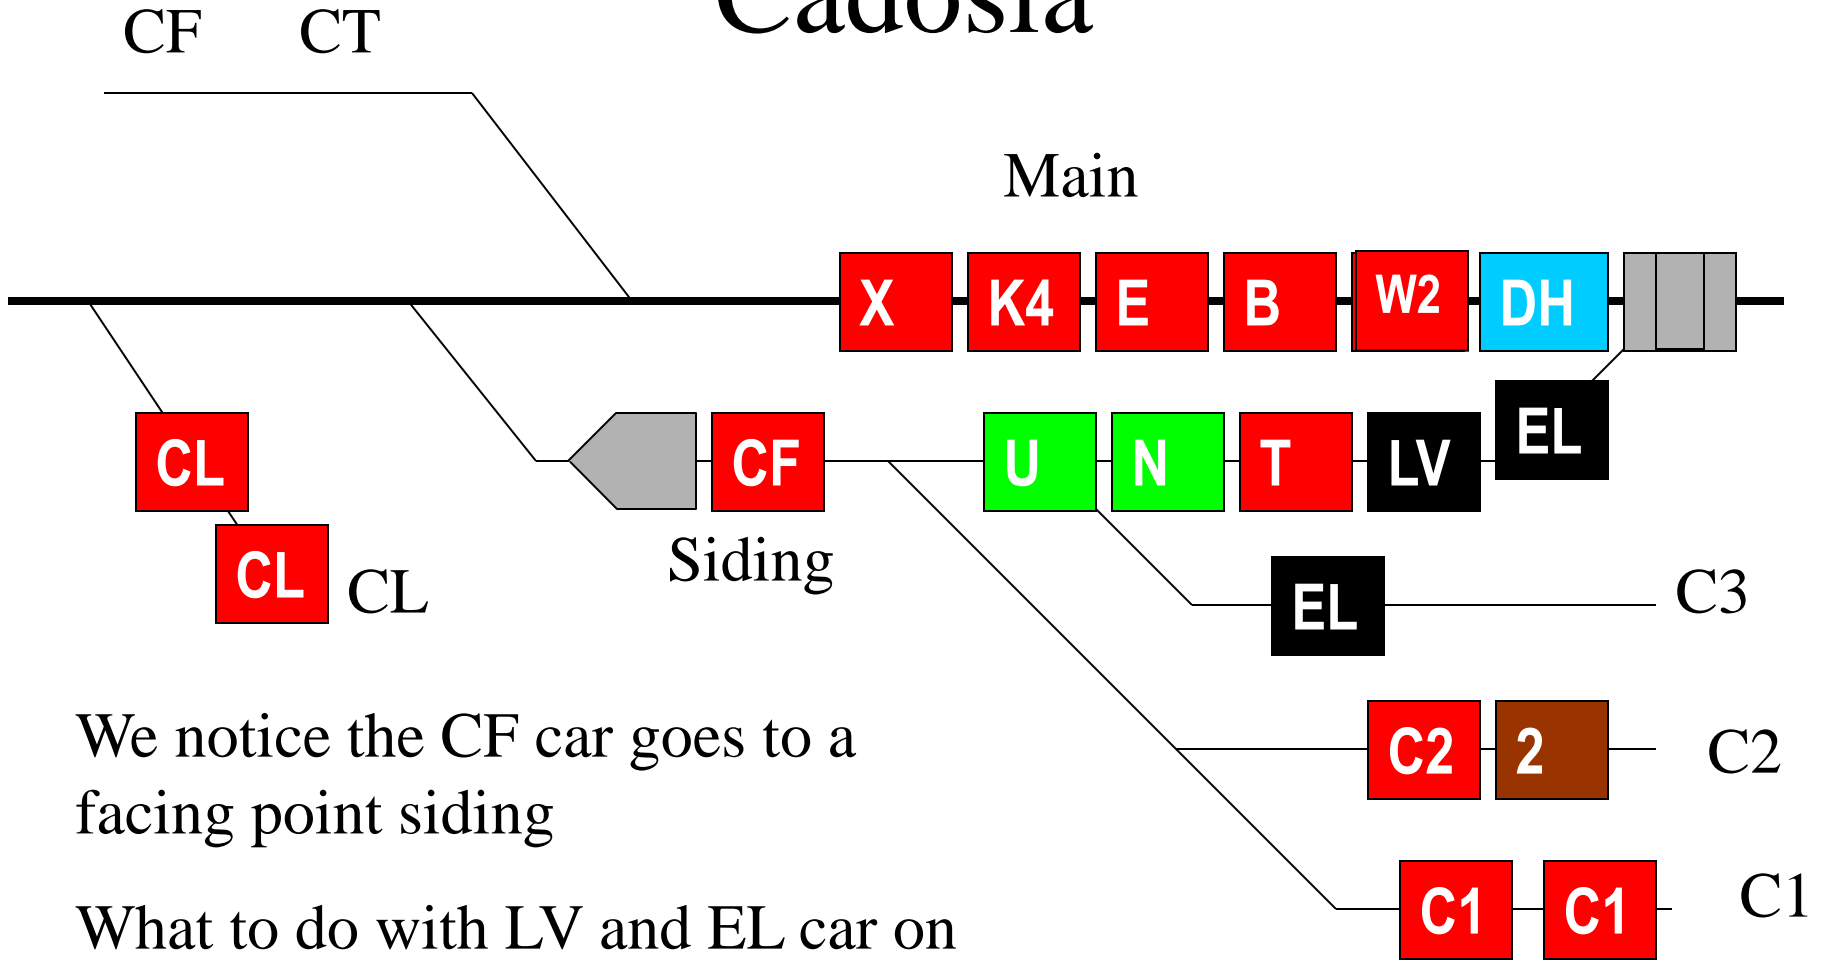 Cadosia
CF CT
Main
X K4 E B W2 DH
CL CF U N T LV EL
Siding
CL CL EL C3
We notice the CF car goes to a
facing point siding
C2 2 C2
What to do with LV and EL car on
C1 C1 C1